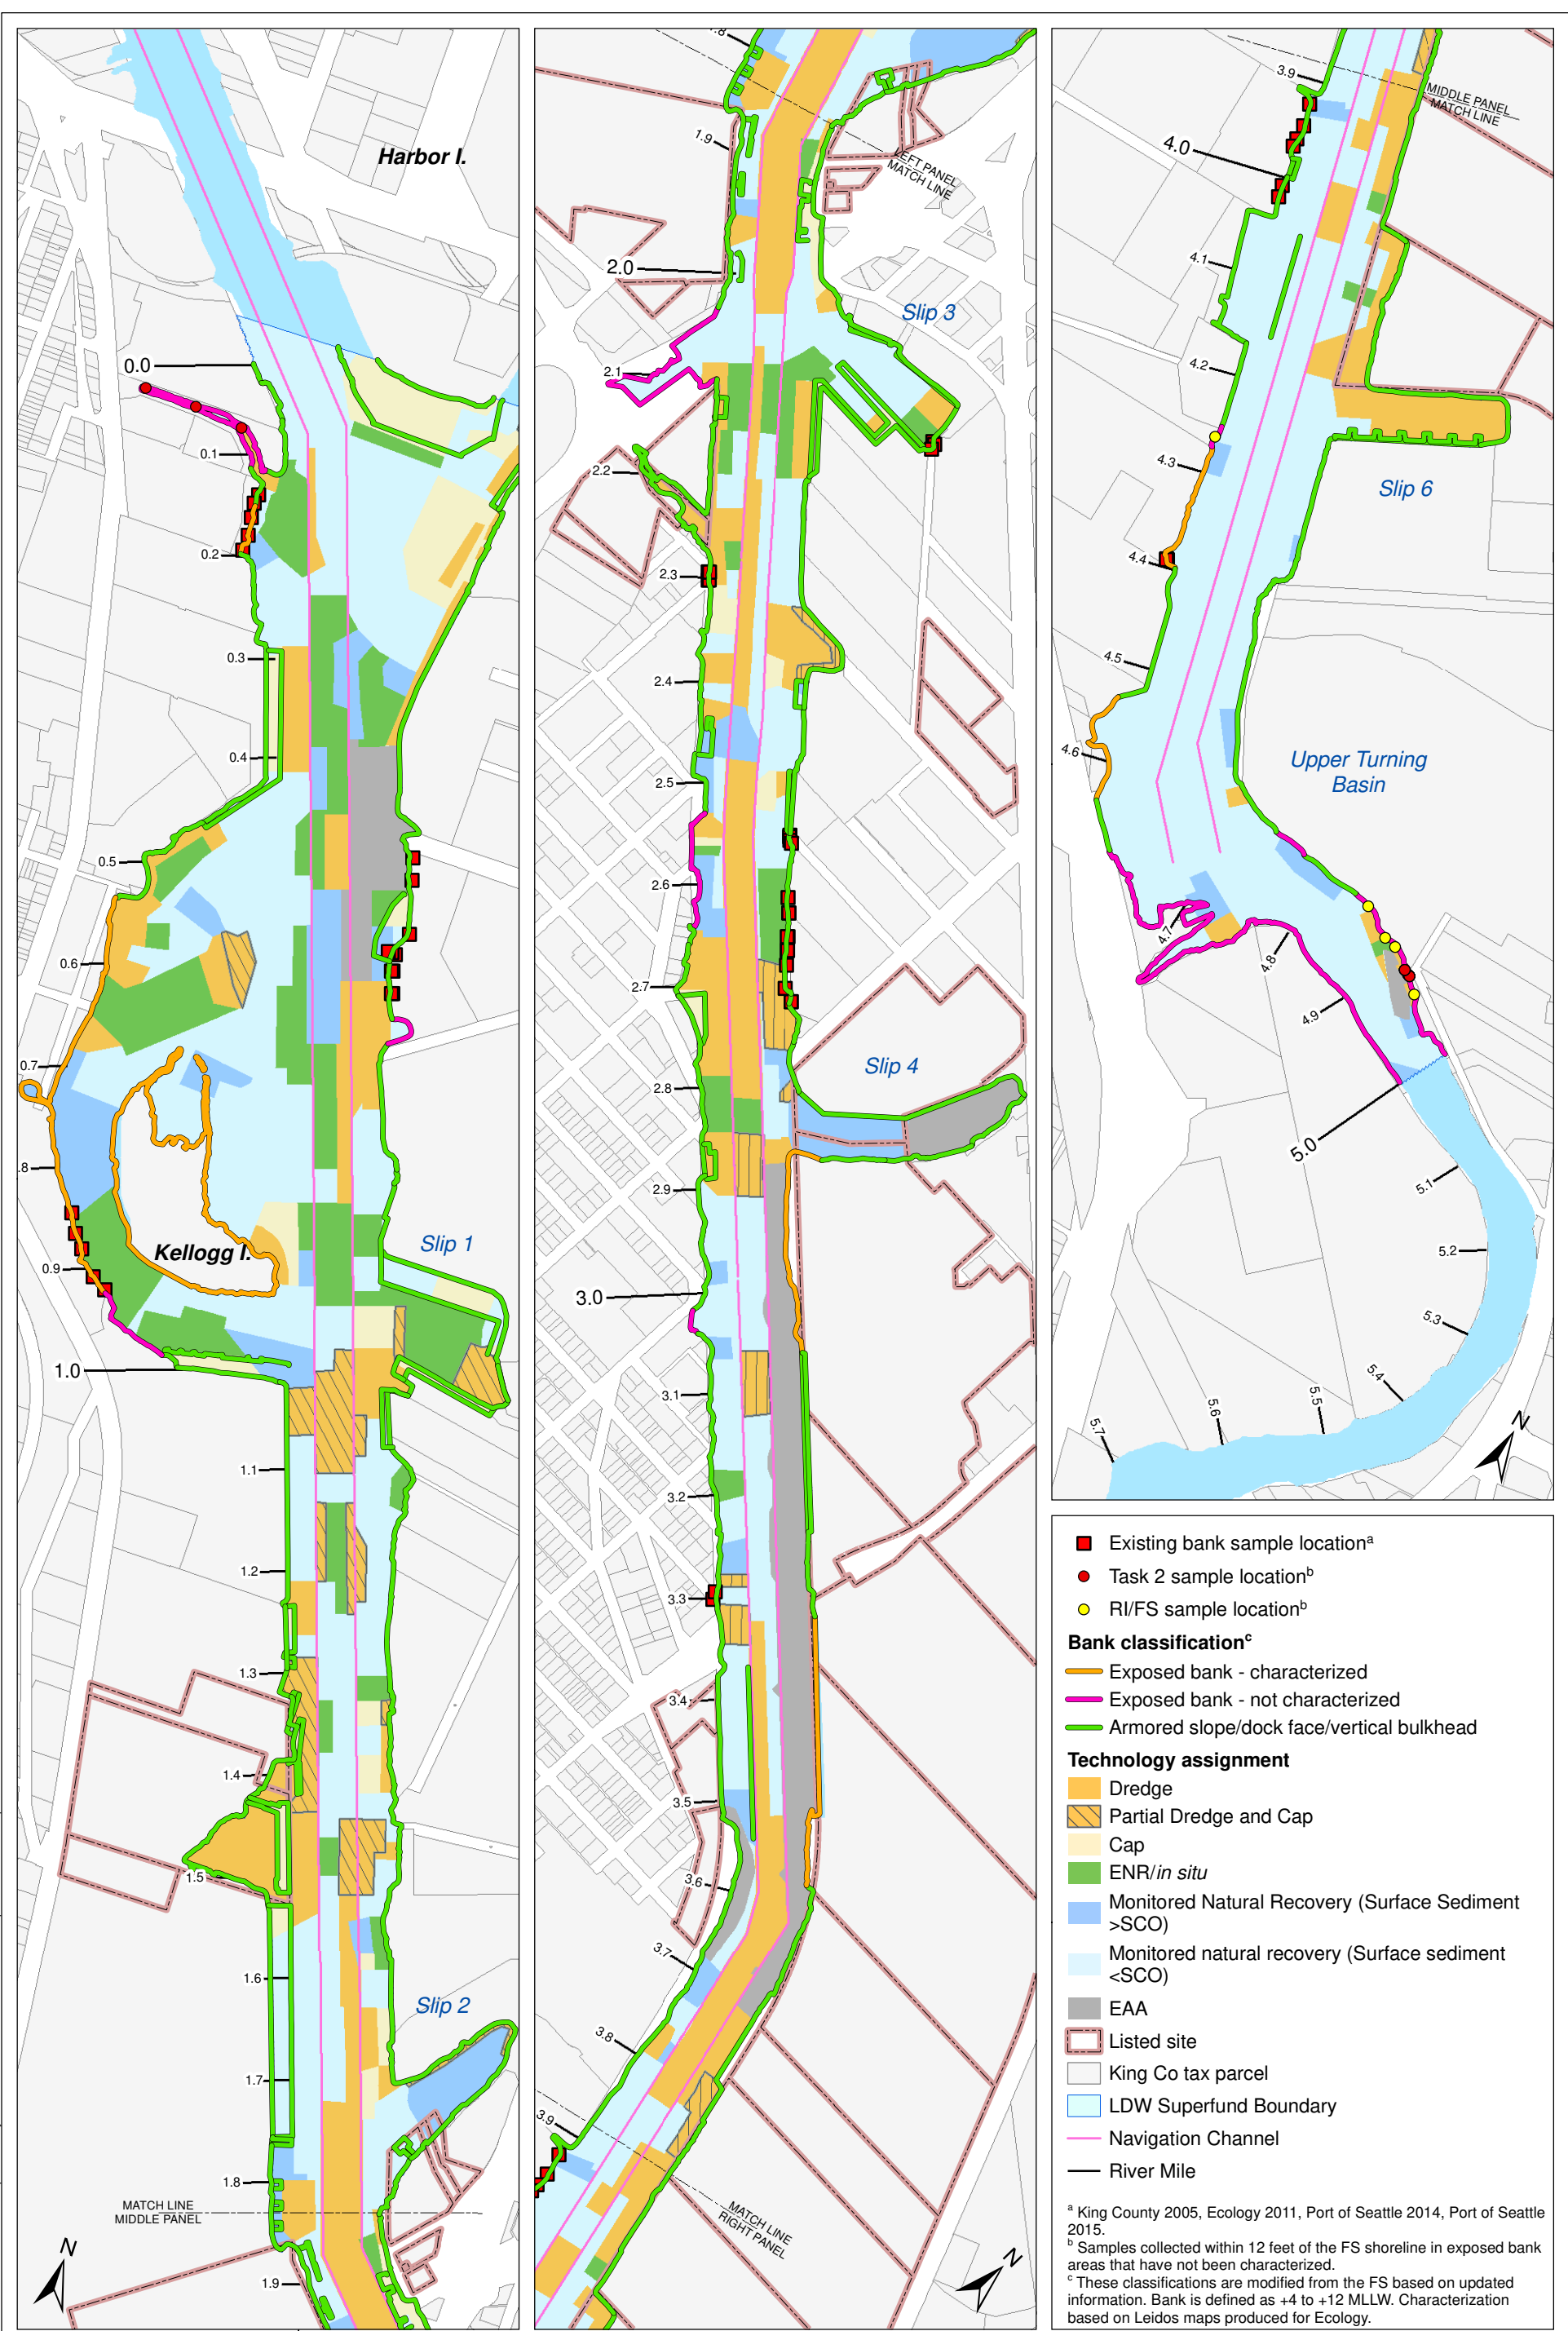 Harbor I.
0.0
0.1
0.2
0.3
0.4
0.5
0.6
0.7
.8
Kellogg I.
Slip 1
0.9
1.0
1.1
1.2
1.3
1.4
1.5
1.6
Slip 2
1.7
1.8
MATCH LINE
MIDDLE PANEL
N
1.9
.8
1.9
LEFT PANEL
MATCH LINE
2.0
Slip 3
2.1
2.2
2.3
2.4
2.5
2.6
2.7
Slip 4
2.8
2.9
3.0
3.1
3.2
3.3
3.4
3.5
3.6
3.7
3.8
3.9
MATCH LINE
RIGHT PANEL
N
3.9
MIDDLE PANEL
MATCH LINE
4.0
4.1
4.2
4.3
Slip 6
4.4
4.5
4.6
Upper Turning
Basin
4.7
4.8
4.9
5.0
5.1
5.2
5.3
5.4
5.5
5.6
5.7
N
Existing bank sample locationa
Task 2 sample locationb
RI/FS sample locationb
Bank classificationc
Exposed bank - characterized
Exposed bank - not characterized
Armored slope/dock face/vertical bulkhead
Technology assignment
Dredge
Partial Dredge and Cap
Cap
ENR/in situ
Monitored Natural Recovery (Surface Sediment
>SCO)
Monitored natural recovery (Surface sediment
<SCO)
EAA
Listed site
King Co tax parcel
LDW Superfund Boundary
Navigation Channel
River Mile
a King County 2005, Ecology 2011, Port of Seattle 2014, Port of Seattle
2015.
b Samples collected within 12 feet of the FS shoreline in exposed bank
areas that have not been characterized.
c These classifications are modified from the FS based on updated
information. Bank is defined as +4 to +12 MLLW. Characterization
based on Leidos maps produced for Ecology.